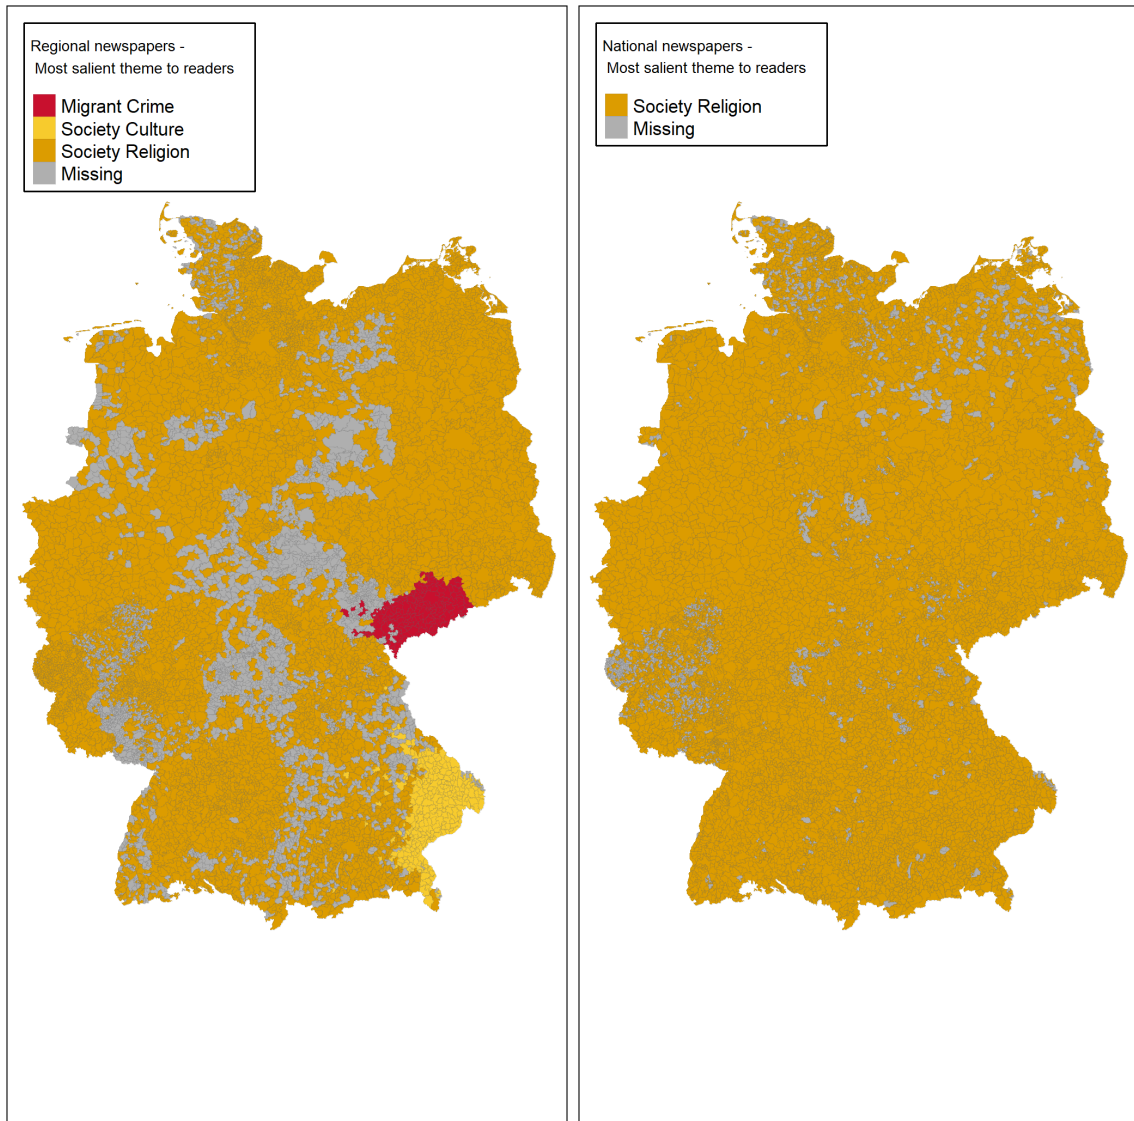 Regional newspapers -
Most salient theme to readers
Migrant Crime
Society Culture
Society Religion
Missing
National newspapers -
Most salient theme to readers
Society Religion
Missing